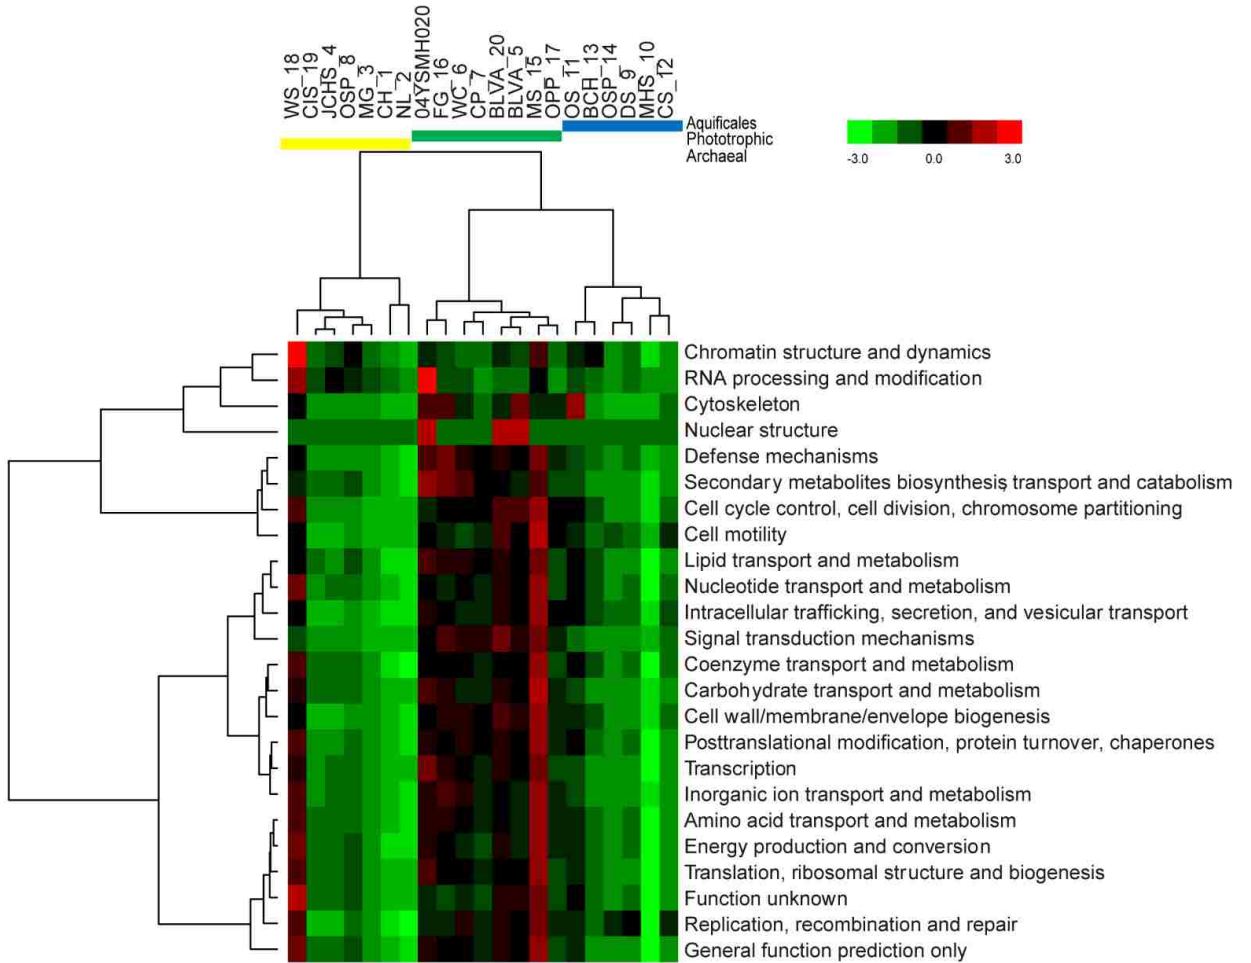 WS_18
CIS_19
JCHS_4
OSP_8
MG_3
CH_1
NL_2
04YSMH020
FG_16
WC_6
CP_7
BLVA_20
BLVA_5
MS_15
OPP_17
OS_11
BCH_13
OSP_14
DS_9
MHS_10
CS_12
Aquificales
Phototrophic
Archaeal
-3.0 0.0 3.0
Chromatin structure and dynamics
RNA processing and modification
Cytoskeleton
Nuclear structure
Defense mechanisms
Secondary metabolites biosynthesis, transport and catabolism
Cell cycle control, cell division, chromosome partitioning
Cell motility
Lipid transport and metabolism
Nucleotide transport and metabolism
Intracellular trafficking, secretion, and vesicular transport
Signal transduction mechanisms
Coenzyme transport and metabolism
Carbohydrate transport and metabolism
Cell wall/membrane/envelope biogenesis
Posttranslational modification, protein turnover, chaperones
Transcription
Inorganic ion transport and metabolism
Amino acid transport and metabolism
Energy production and conversion
Translation, ribosomal structure and biogenesis
Function unknown
Replication, recombination and repair
General function prediction only